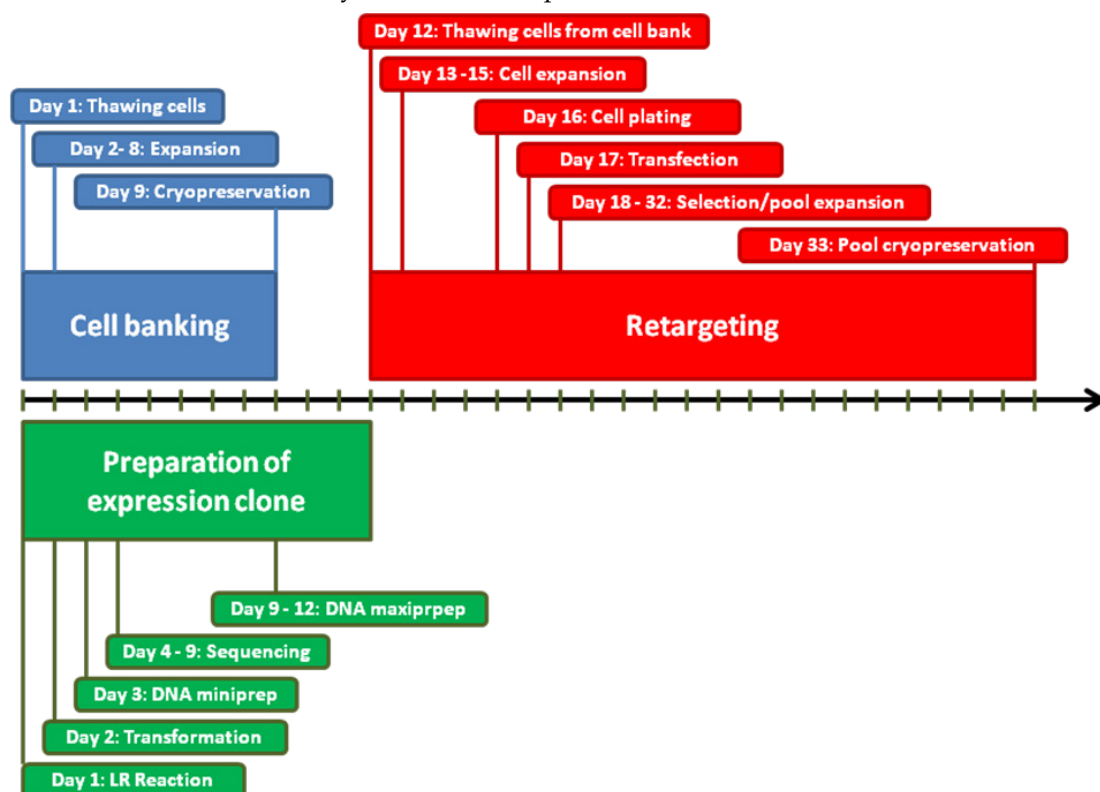 Day 12: Thawing cells from cell bank
Day 13 -15: Cell expansion
Day 1: Thawing cells
Day 16: Cell plating
Day 2- 8: Expansion
Day 17: Transfection
Day 9: Cryopreservation
Day 18 - 32: Selection/pool expansion
Day 33: Pool cryopreservation
Cell banking
Retargeting
Preparation of
expression clone
Day 9 - 12: DNA maxiprpep
Day 4 - 9: Sequencing
Day 3: DNA miniprep
Day 2: Transformation
Day 1: LR Reaction